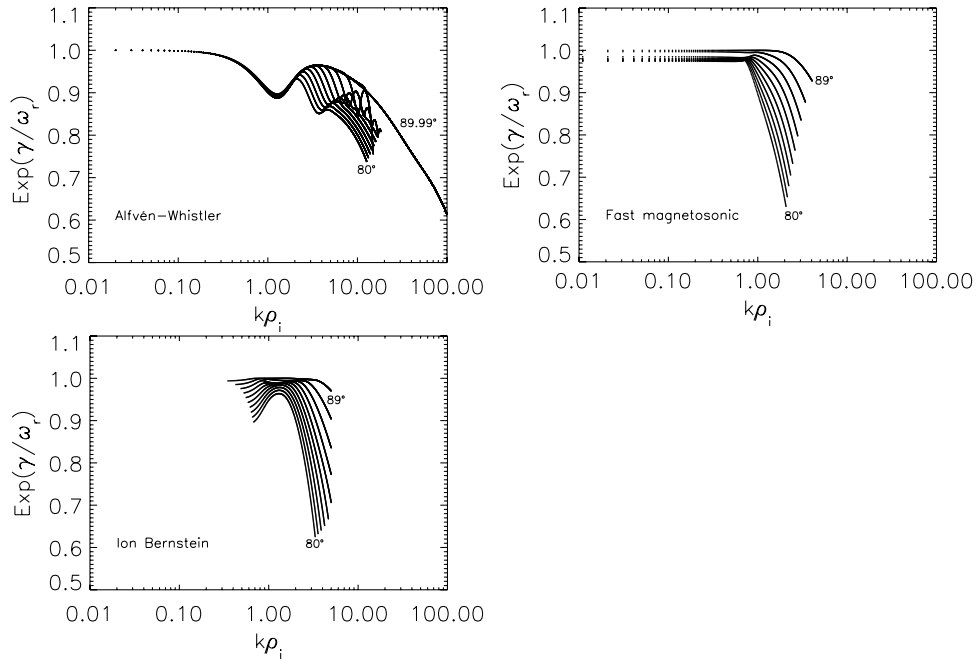 1.1
1.0
0.9
0.8
0.7
0.6
0.5
Exp(γ/ω_r)
89.99°
80°
Alfvén-Whistler
0.01 0.10 1.00 10.00 100.00
kρ_i
1.1
1.0
0.9
0.8
0.7
0.6
0.5
Exp(γ/ω_r)
89°
80°
Fast magnetosonic
0.01 0.10 1.00 10.00 100.00
kρ_i
1.1
1.0
0.9
0.8
0.7
0.6
0.5
Exp(γ/ω_r)
89°
80°
Ion Bernstein
0.01 0.10 1.00 10.00 100.00
kρ_i